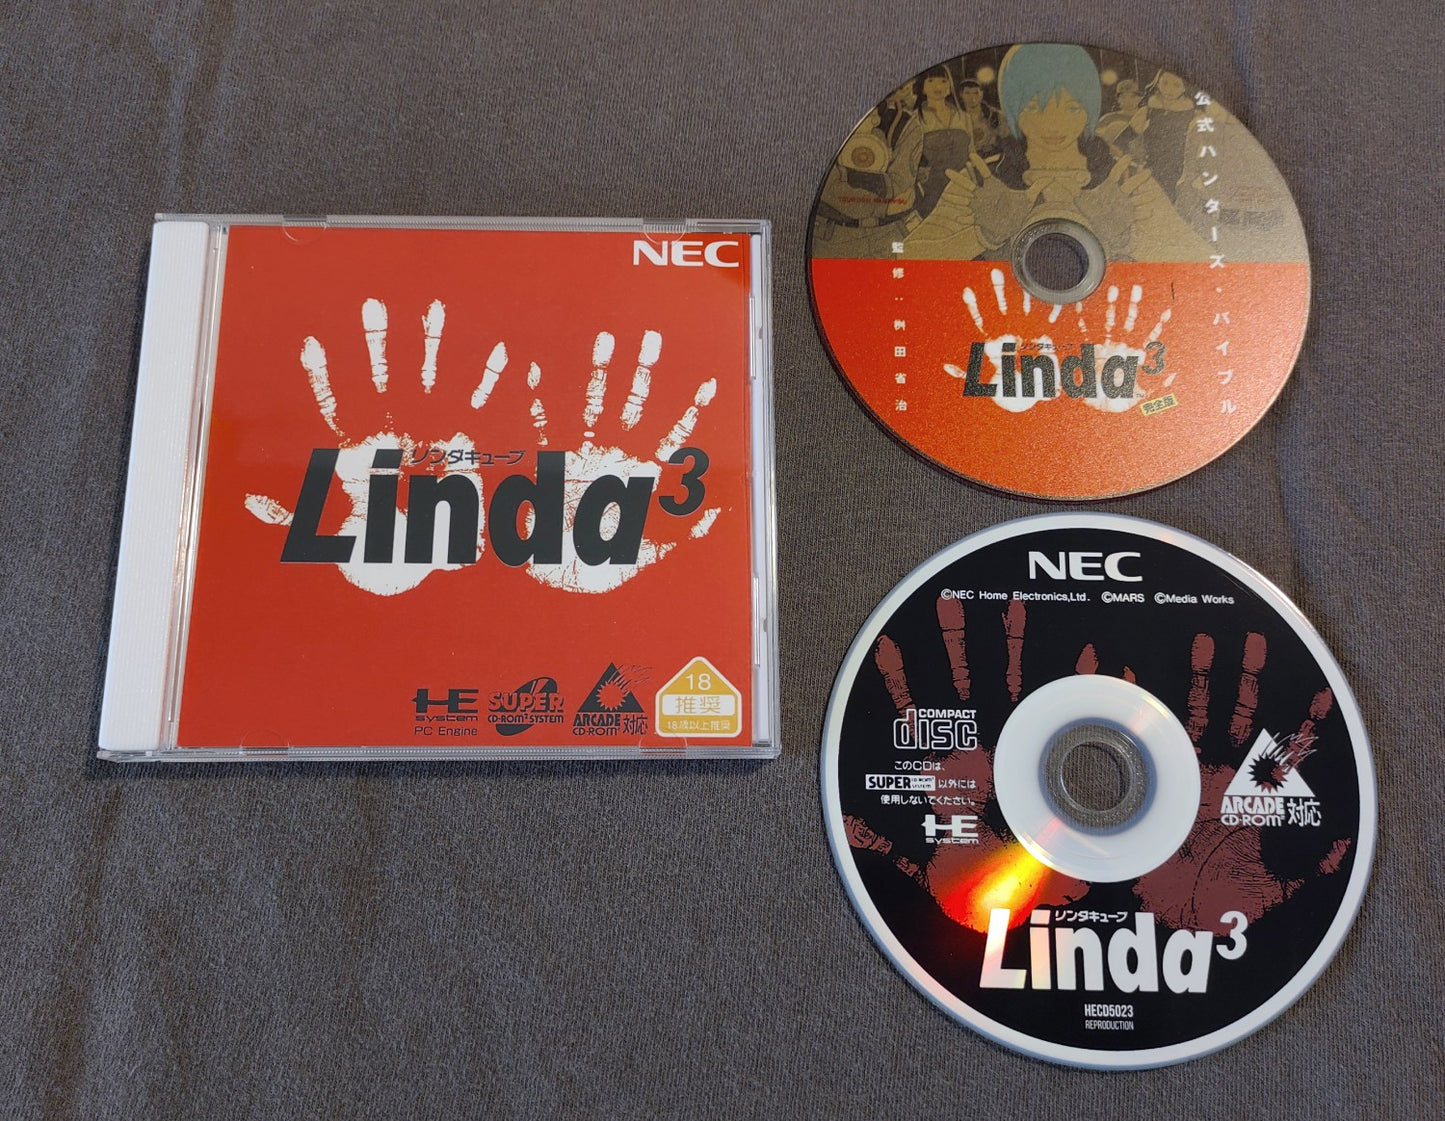 NEC
リンダキューブ
Linda³
HE
system
PC Engine
SUPER
CD-ROM² SYSTEM
ARCADE
CD-ROM²
対応
18
推奨
18歳以上推奨
公式ハンターズ・バイブル
監修：桝田省治
リンダキューブ
Linda³
完全版
NEC
©NEC Home Electronics,Ltd. ©MARS ©Media Works
COMPACT
disc
このCDは、
SUPER CD-ROM² SYSTEM 以外には
使用しないでください。
HE
system
ARCADE
CD-ROM²
対応
リンダキューブ
Linda³
HECD5023
REPRODUCTION